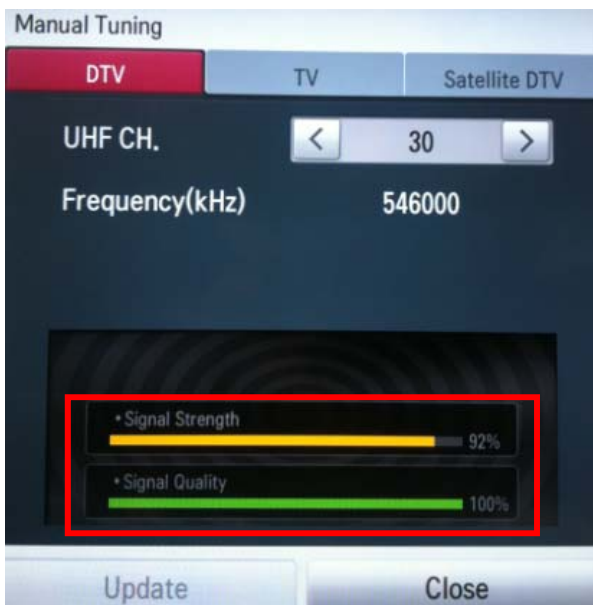 Manual Tuning
DTV TV Satellite DTV
UHF CH. < 30 >
Frequency(kHz) 546000
• Signal Strength
92%
• Signal Quality
100%
Update Close